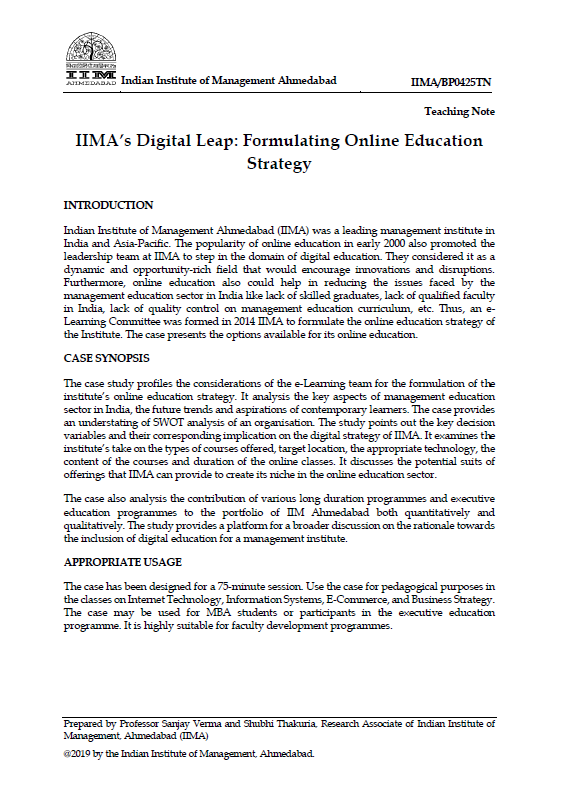 IIM
AHMEDABAD
Indian Institute of Management Ahmedabad
IIMA/BP0425TN
Teaching Note
IIMA's Digital Leap: Formulating Online Education
Strategy
INTRODUCTION
Indian Institute of Management Ahmedabad (IIMA) was a leading management institute in
India and Asia-Pacific. The popularity of online education in early 2000 also promoted the
leadership team at IIMA to step in the domain of digital education. They considered it as a
dynamic and opportunity-rich field that would encourage innovations and disruptions.
Furthermore, online education also could help in reducing the issues faced by the
management education sector in India like lack of skilled graduates, lack of qualified faculty
in India, lack of quality control on management education curriculum, etc. Thus, an e-
Learning Committee was formed in 2014 IIMA to formulate the online education strategy of
the Institute. The case presents the options available for its online education.
CASE SYNOPSIS
The case study profiles the considerations of the e-Learning team for the formulation of the
institute's online education strategy. It analysis the key aspects of management education
sector in India, the future trends and aspirations of contemporary learners. The case provides
an understating of SWOT analysis of an organisation. The study points out the key decision
variables and their corresponding implication on the digital strategy of IIMA. It examines the
institute's take on the types of courses offered, target location, the appropriate technology, the
content of the courses and duration of the online classes. It discusses the potential suits of
offerings that IIMA can provide to create its niche in the online education sector.
The case also analysis the contribution of various long duration programmes and executive
education programmes to the portfolio of IIM Ahmedabad both quantitatively and
qualitatively. The study provides a platform for a broader discussion on the rationale towards
the inclusion of digital education for a management institute.
APPROPRIATE USAGE
The case has been designed for a 75-minute session. Use the case for pedagogical purposes in
the classes on Internet Technology, Information Systems, E-Commerce, and Business Strategy.
The case may be used for MBA students or participants in the executive education
programme. It is highly suitable for faculty development programmes.
Prepared by Professor Sanjay Verma and Shubhi Thakuria, Research Associate of Indian Institute of
Management, Ahmedabad (IIMA)
@2019 by the Indian Institute of Management, Ahmedabad.